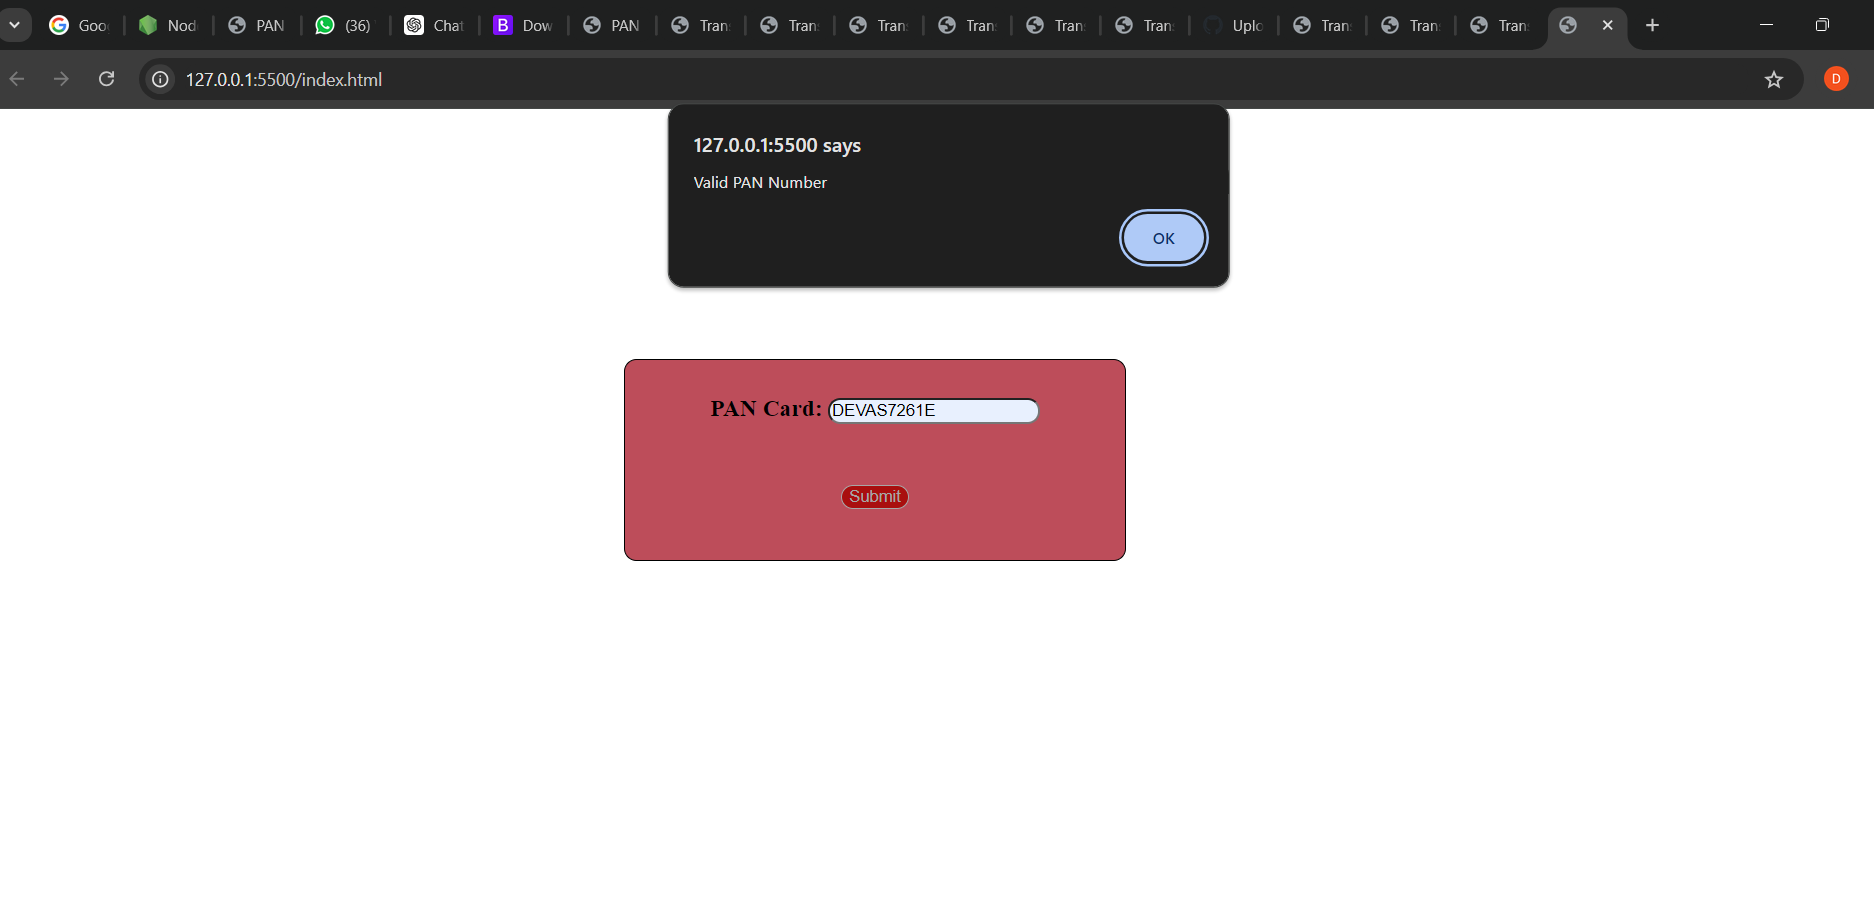 Goo Nod PAN (36) Chat B Dow PAN Tran Tran Tran Tran Tran Tran Uplo Tran Tran Tran
127.0.0.1:5500/index.html D
127.0.0.1:5500 says
Valid PAN Number
OK
PAN Card: DEVAS7261E
Submit